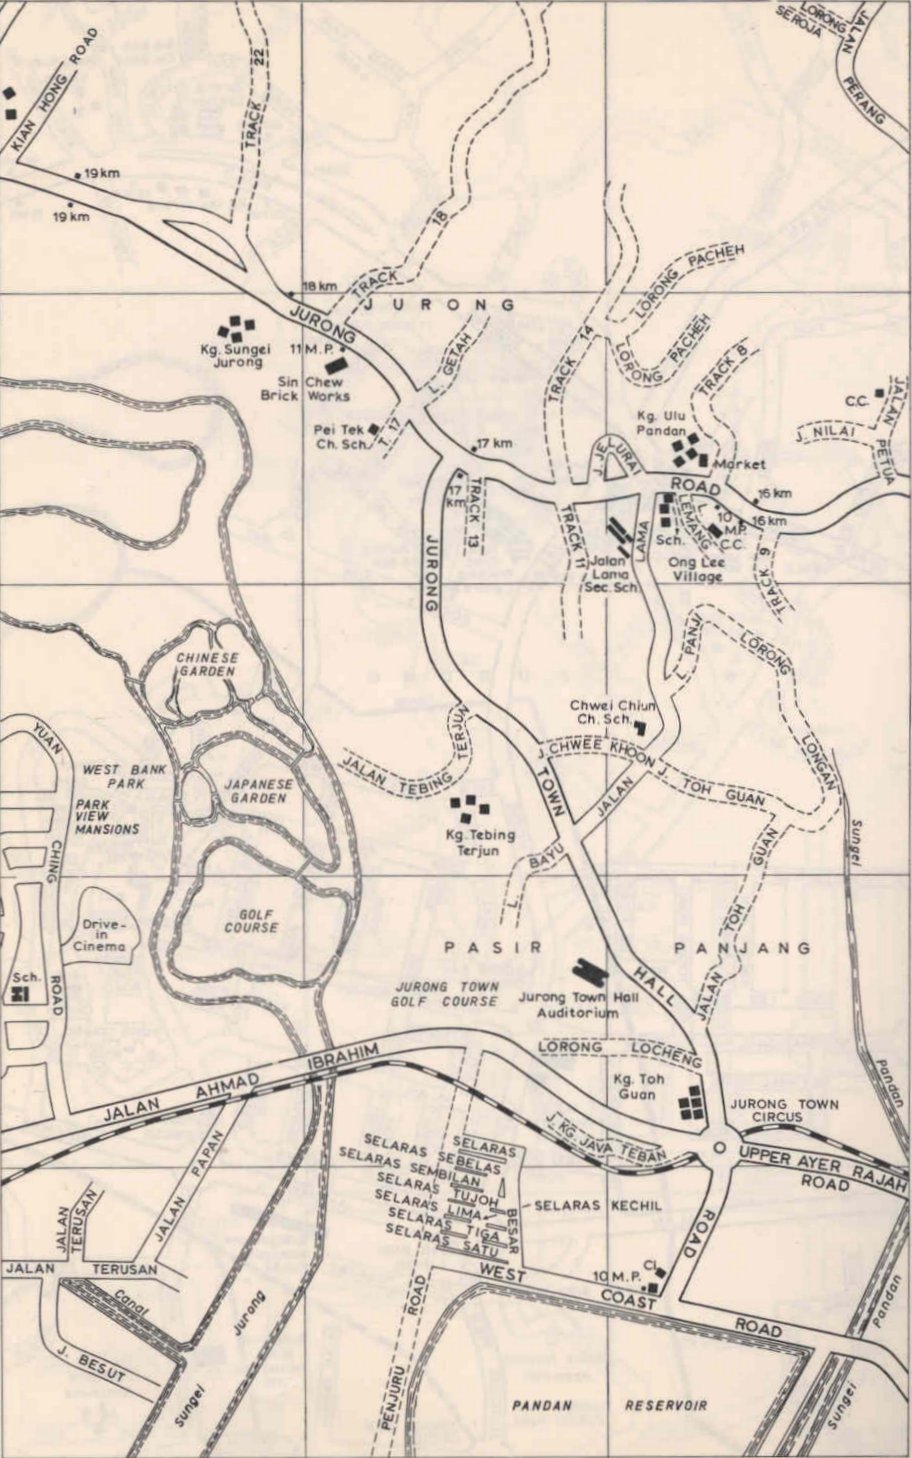 LORONG
SEROJA
JALAN
PERANG
KIAN HONG ROAD
TRACK 22
19 km
19 km
TRACK 18
18 km
JURONG
JURONG
LORONG PACHEH
TRACK 14
LORONG PACHEH
Kg. Sungei
Jurong
11 M.P.
L. GETAH
TRACK 8
Sin Chew
Brick Works
C.C.
JALAN
PETUA
Pei Tek
Ch. Sch.
T. 17
Kg. Ulu
Pandan
J. NILAI
17 km
J. JELURAI
Market
17
km
TRACK 13
ROAD
16 km
TRACK 11
LAMA
L.
LEMANG
10
M.P.
16 km
Sch.
C.C.
JURONG
Jalan
Lama
Sec. Sch.
Ong Lee
Village
TRACK 9
CHINESE
GARDEN
PANJI
LORONG
LONGAN
Chwei Chiun
Ch. Sch.
YUAN
TERJUN
J. CHWEE KHOON
WEST BANK
PARK
JALAN TEBING
J. TOH GUAN
JAPANESE
GARDEN
TOWN
JALAN
PARK
VIEW
MANSIONS
Kg. Tebing
Terjun
Sungei
CHING
L. BAYU
JALAN TOH GUAN
Drive-
in
Cinema
GOLF
COURSE
PASIR PANJANG
Sch.
ROAD
JURONG TOWN
GOLF COURSE
Jurong Town Hall
Auditorium
HALL
LORONG LOCHENG
JALAN AHMAD IBRAHIM
Pandan
Kg. Toh
Guan
JURONG TOWN
CIRCUS
J. KG. JAVA TEBAN
JALAN PAPAN
SELARAS
SELARAS SEBELAS
SELARAS SEMBILAN
SELARAS TUJOH
SELARAS LIMA
SELARAS TIGA
SELARAS SATU
BESAR
SELARAS KECHIL
UPPER AYER RAJAH
ROAD
JALAN
TERUSAN
ROAD
JALAN TERUSAN
WEST
10 M.P.
C.I.
COAST
ROAD
Canal
Jurong
PENJURU ROAD
Pandan
J. BESUT
Sungei
PANDAN RESERVOIR
Sungei